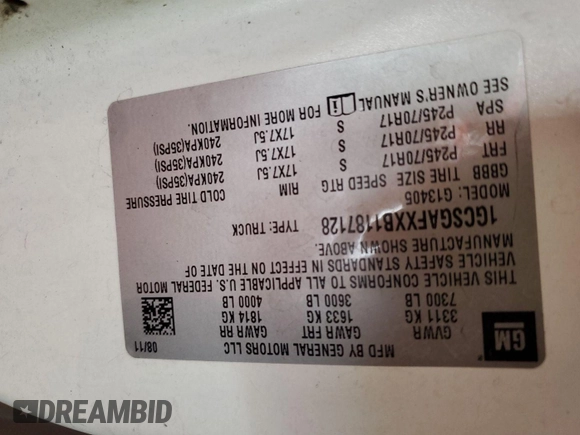 GM
MFD BY GENERAL MOTORS LLC 08/11
GVWR GAWR FRT GAWR RR
3311 KG 1633 KG 1814 KG
7300 LB 3600 LB 4000 LB
THIS VEHICLE CONFORMS TO ALL APPLICABLE U.S. FEDERAL MOTOR
VEHICLE SAFETY STANDARDS IN EFFECT ON THE DATE OF
MANUFACTURE SHOWN ABOVE.
1GCSGAFXXB1187128 TYPE: TRUCK
MODEL: G13405
GBBB TIRE SIZE SPEED RTG RIM COLD TIRE PRESSURE
FRT P245/70R17 S 17X7.5J 240KPA(35PSI)
RR P245/70R17 S 17X7.5J 240KPA(35PSI)
SPA P245/70R17 S 17X7.5J 240KPA(35PSI)
SEE OWNER'S MANUAL FOR MORE INFORMATION.
DREAMBID